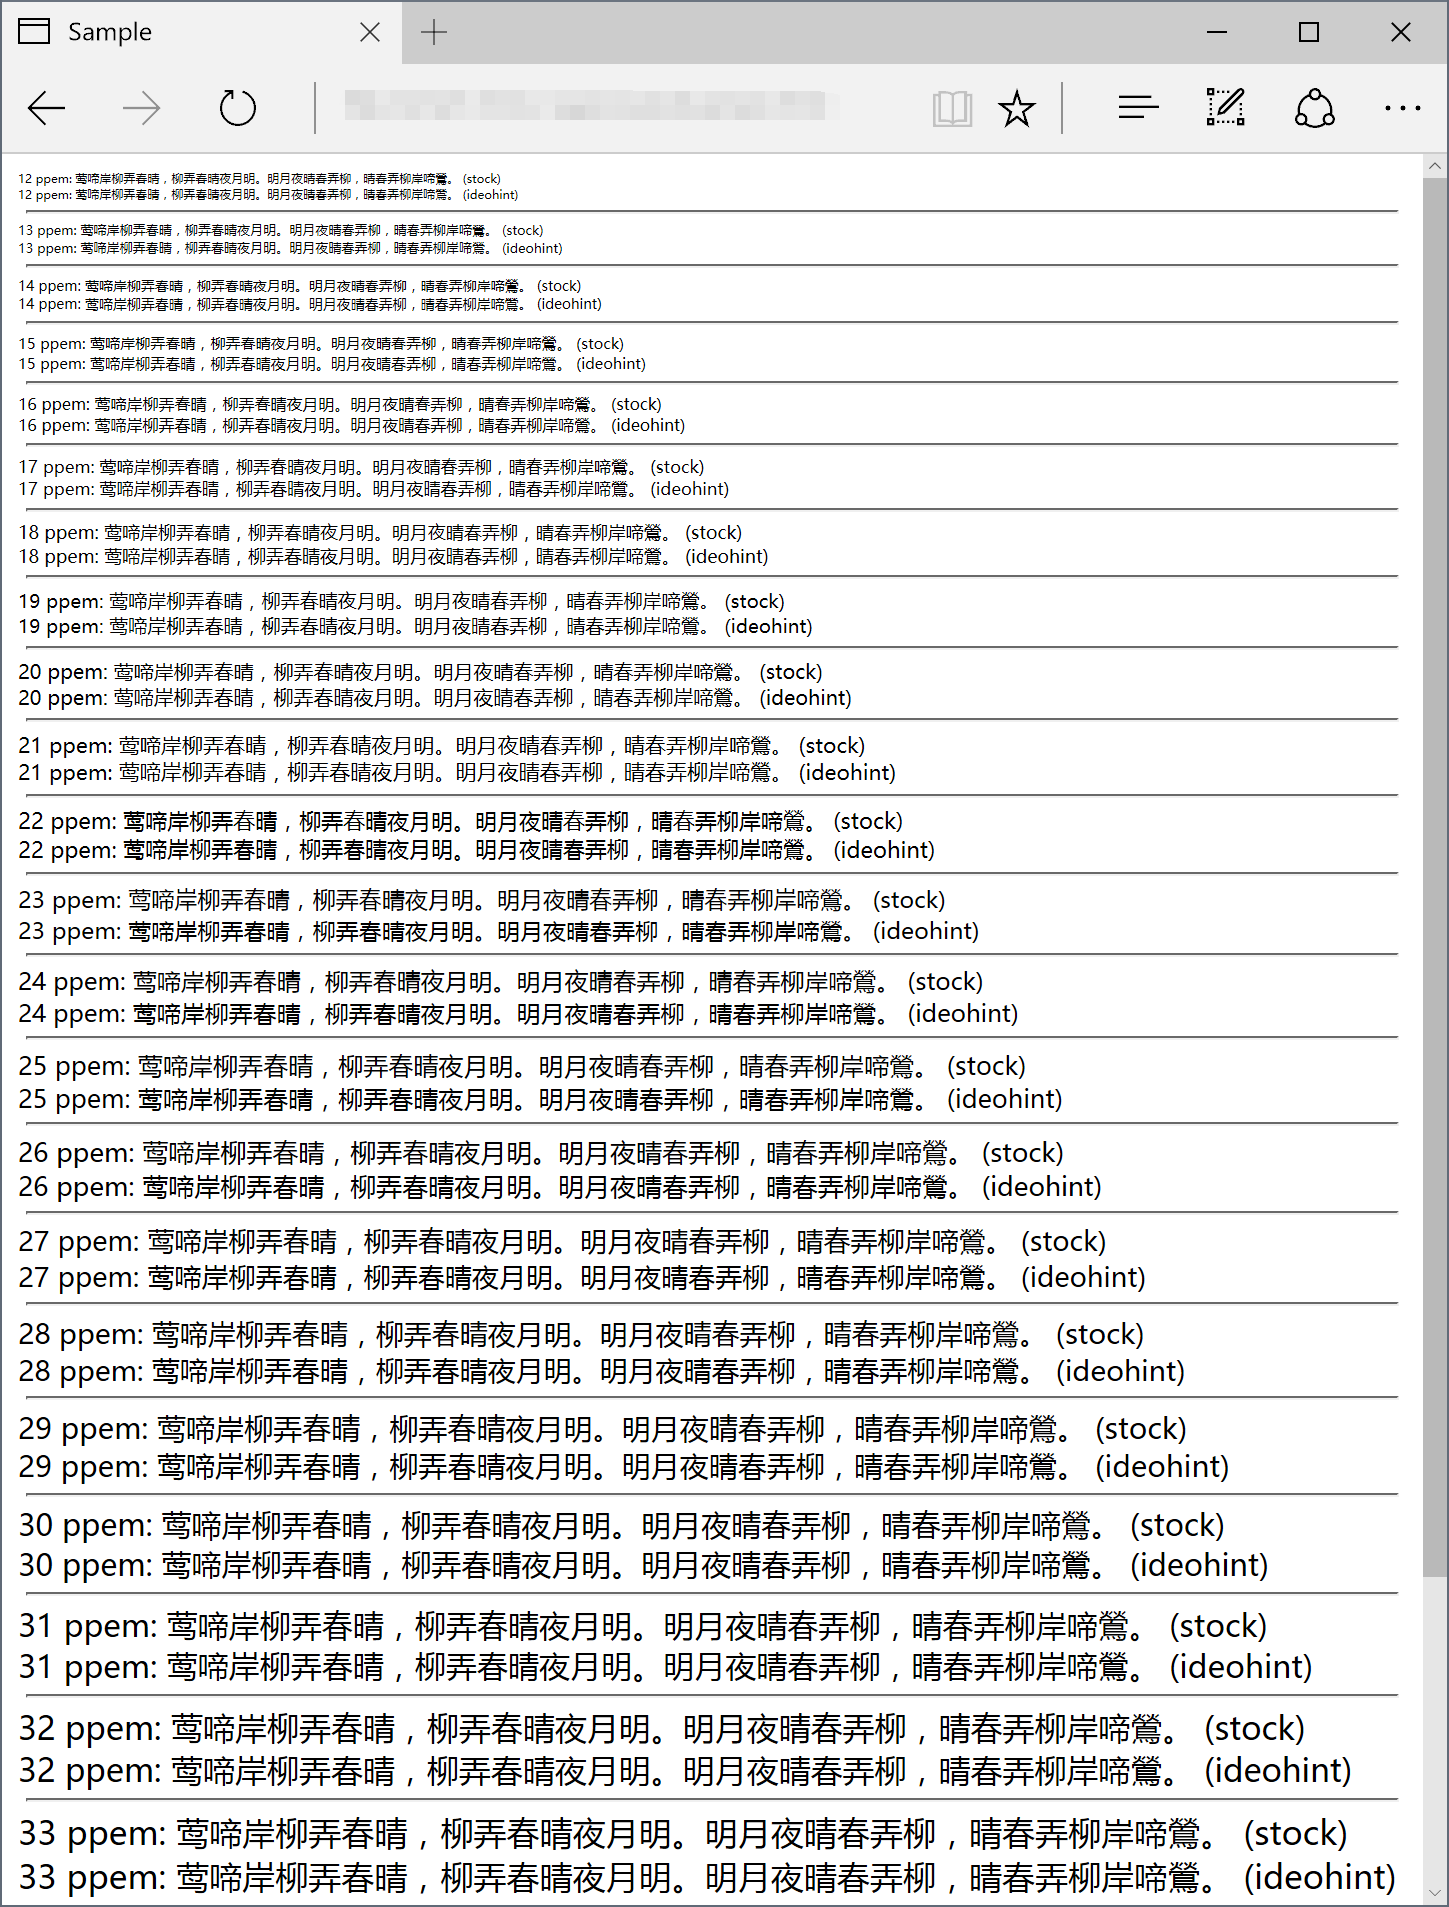 Sample
12 ppem: 莺啼岸柳弄春晴，柳弄春晴夜月明。明月夜晴春弄柳，晴春弄柳岸啼鶯。 (stock)
12 ppem: 莺啼岸柳弄春晴，柳弄春晴夜月明。明月夜晴春弄柳，晴春弄柳岸啼鶯。 (ideohint)
13 ppem: 莺啼岸柳弄春晴，柳弄春晴夜月明。明月夜晴春弄柳，晴春弄柳岸啼鶯。 (stock)
13 ppem: 莺啼岸柳弄春晴，柳弄春晴夜月明。明月夜晴春弄柳，晴春弄柳岸啼鶯。 (ideohint)
14 ppem: 莺啼岸柳弄春晴，柳弄春晴夜月明。明月夜晴春弄柳，晴春弄柳岸啼鶯。 (stock)
14 ppem: 莺啼岸柳弄春晴，柳弄春晴夜月明。明月夜晴春弄柳，晴春弄柳岸啼鶯。 (ideohint)
15 ppem: 莺啼岸柳弄春晴，柳弄春晴夜月明。明月夜晴春弄柳，晴春弄柳岸啼鶯。 (stock)
15 ppem: 莺啼岸柳弄春晴，柳弄春晴夜月明。明月夜晴春弄柳，晴春弄柳岸啼鶯。 (ideohint)
16 ppem: 莺啼岸柳弄春晴，柳弄春晴夜月明。明月夜晴春弄柳，晴春弄柳岸啼鶯。 (stock)
16 ppem: 莺啼岸柳弄春晴，柳弄春晴夜月明。明月夜晴春弄柳，晴春弄柳岸啼鶯。 (ideohint)
17 ppem: 莺啼岸柳弄春晴，柳弄春晴夜月明。明月夜晴春弄柳，晴春弄柳岸啼鶯。 (stock)
17 ppem: 莺啼岸柳弄春晴，柳弄春晴夜月明。明月夜晴春弄柳，晴春弄柳岸啼鶯。 (ideohint)
18 ppem: 莺啼岸柳弄春晴，柳弄春晴夜月明。明月夜晴春弄柳，晴春弄柳岸啼鶯。 (stock)
18 ppem: 莺啼岸柳弄春晴，柳弄春晴夜月明。明月夜晴春弄柳，晴春弄柳岸啼鶯。 (ideohint)
19 ppem: 莺啼岸柳弄春晴，柳弄春晴夜月明。明月夜晴春弄柳，晴春弄柳岸啼鶯。 (stock)
19 ppem: 莺啼岸柳弄春晴，柳弄春晴夜月明。明月夜晴春弄柳，晴春弄柳岸啼鶯。 (ideohint)
20 ppem: 莺啼岸柳弄春晴，柳弄春晴夜月明。明月夜晴春弄柳，晴春弄柳岸啼鶯。 (stock)
20 ppem: 莺啼岸柳弄春晴，柳弄春晴夜月明。明月夜晴春弄柳，晴春弄柳岸啼鶯。 (ideohint)
21 ppem: 莺啼岸柳弄春晴，柳弄春晴夜月明。明月夜晴春弄柳，晴春弄柳岸啼鶯。 (stock)
21 ppem: 莺啼岸柳弄春晴，柳弄春晴夜月明。明月夜晴春弄柳，晴春弄柳岸啼鶯。 (ideohint)
22 ppem: 莺啼岸柳弄春晴，柳弄春晴夜月明。明月夜晴春弄柳，晴春弄柳岸啼鶯。 (stock)
22 ppem: 莺啼岸柳弄春晴，柳弄春晴夜月明。明月夜晴春弄柳，晴春弄柳岸啼鶯。 (ideohint)
23 ppem: 莺啼岸柳弄春晴，柳弄春晴夜月明。明月夜晴春弄柳，晴春弄柳岸啼鶯。 (stock)
23 ppem: 莺啼岸柳弄春晴，柳弄春晴夜月明。明月夜晴春弄柳，晴春弄柳岸啼鶯。 (ideohint)
24 ppem: 莺啼岸柳弄春晴，柳弄春晴夜月明。明月夜晴春弄柳，晴春弄柳岸啼鶯。 (stock)
24 ppem: 莺啼岸柳弄春晴，柳弄春晴夜月明。明月夜晴春弄柳，晴春弄柳岸啼鶯。 (ideohint)
25 ppem: 莺啼岸柳弄春晴，柳弄春晴夜月明。明月夜晴春弄柳，晴春弄柳岸啼鶯。 (stock)
25 ppem: 莺啼岸柳弄春晴，柳弄春晴夜月明。明月夜晴春弄柳，晴春弄柳岸啼鶯。 (ideohint)
26 ppem: 莺啼岸柳弄春晴，柳弄春晴夜月明。明月夜晴春弄柳，晴春弄柳岸啼鶯。 (stock)
26 ppem: 莺啼岸柳弄春晴，柳弄春晴夜月明。明月夜晴春弄柳，晴春弄柳岸啼鶯。 (ideohint)
27 ppem: 莺啼岸柳弄春晴，柳弄春晴夜月明。明月夜晴春弄柳，晴春弄柳岸啼鶯。 (stock)
27 ppem: 莺啼岸柳弄春晴，柳弄春晴夜月明。明月夜晴春弄柳，晴春弄柳岸啼鶯。 (ideohint)
28 ppem: 莺啼岸柳弄春晴，柳弄春晴夜月明。明月夜晴春弄柳，晴春弄柳岸啼鶯。 (stock)
28 ppem: 莺啼岸柳弄春晴，柳弄春晴夜月明。明月夜晴春弄柳，晴春弄柳岸啼鶯。 (ideohint)
29 ppem: 莺啼岸柳弄春晴，柳弄春晴夜月明。明月夜晴春弄柳，晴春弄柳岸啼鶯。 (stock)
29 ppem: 莺啼岸柳弄春晴，柳弄春晴夜月明。明月夜晴春弄柳，晴春弄柳岸啼鶯。 (ideohint)
30 ppem: 莺啼岸柳弄春晴，柳弄春晴夜月明。明月夜晴春弄柳，晴春弄柳岸啼鶯。 (stock)
30 ppem: 莺啼岸柳弄春晴，柳弄春晴夜月明。明月夜晴春弄柳，晴春弄柳岸啼鶯。 (ideohint)
31 ppem: 莺啼岸柳弄春晴，柳弄春晴夜月明。明月夜晴春弄柳，晴春弄柳岸啼鶯。 (stock)
31 ppem: 莺啼岸柳弄春晴，柳弄春晴夜月明。明月夜晴春弄柳，晴春弄柳岸啼鶯。 (ideohint)
32 ppem: 莺啼岸柳弄春晴，柳弄春晴夜月明。明月夜晴春弄柳，晴春弄柳岸啼鶯。 (stock)
32 ppem: 莺啼岸柳弄春晴，柳弄春晴夜月明。明月夜晴春弄柳，晴春弄柳岸啼鶯。 (ideohint)
33 ppem: 莺啼岸柳弄春晴，柳弄春晴夜月明。明月夜晴春弄柳，晴春弄柳岸啼鶯。 (stock)
33 ppem: 莺啼岸柳弄春晴，柳弄春晴夜月明。明月夜晴春弄柳，晴春弄柳岸啼鶯。 (ideohint)